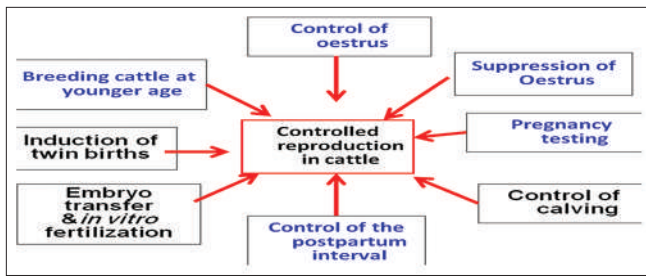 Control of
oestrus
Breeding cattle at
younger age
Suppression of
Oestrus
Induction of
twin births
Controlled
reproduction
in cattle
Pregnancy
testing
Embryo
transfer
& in vitro
fertilization
Control of the
postpartum
interval
Control of
calving